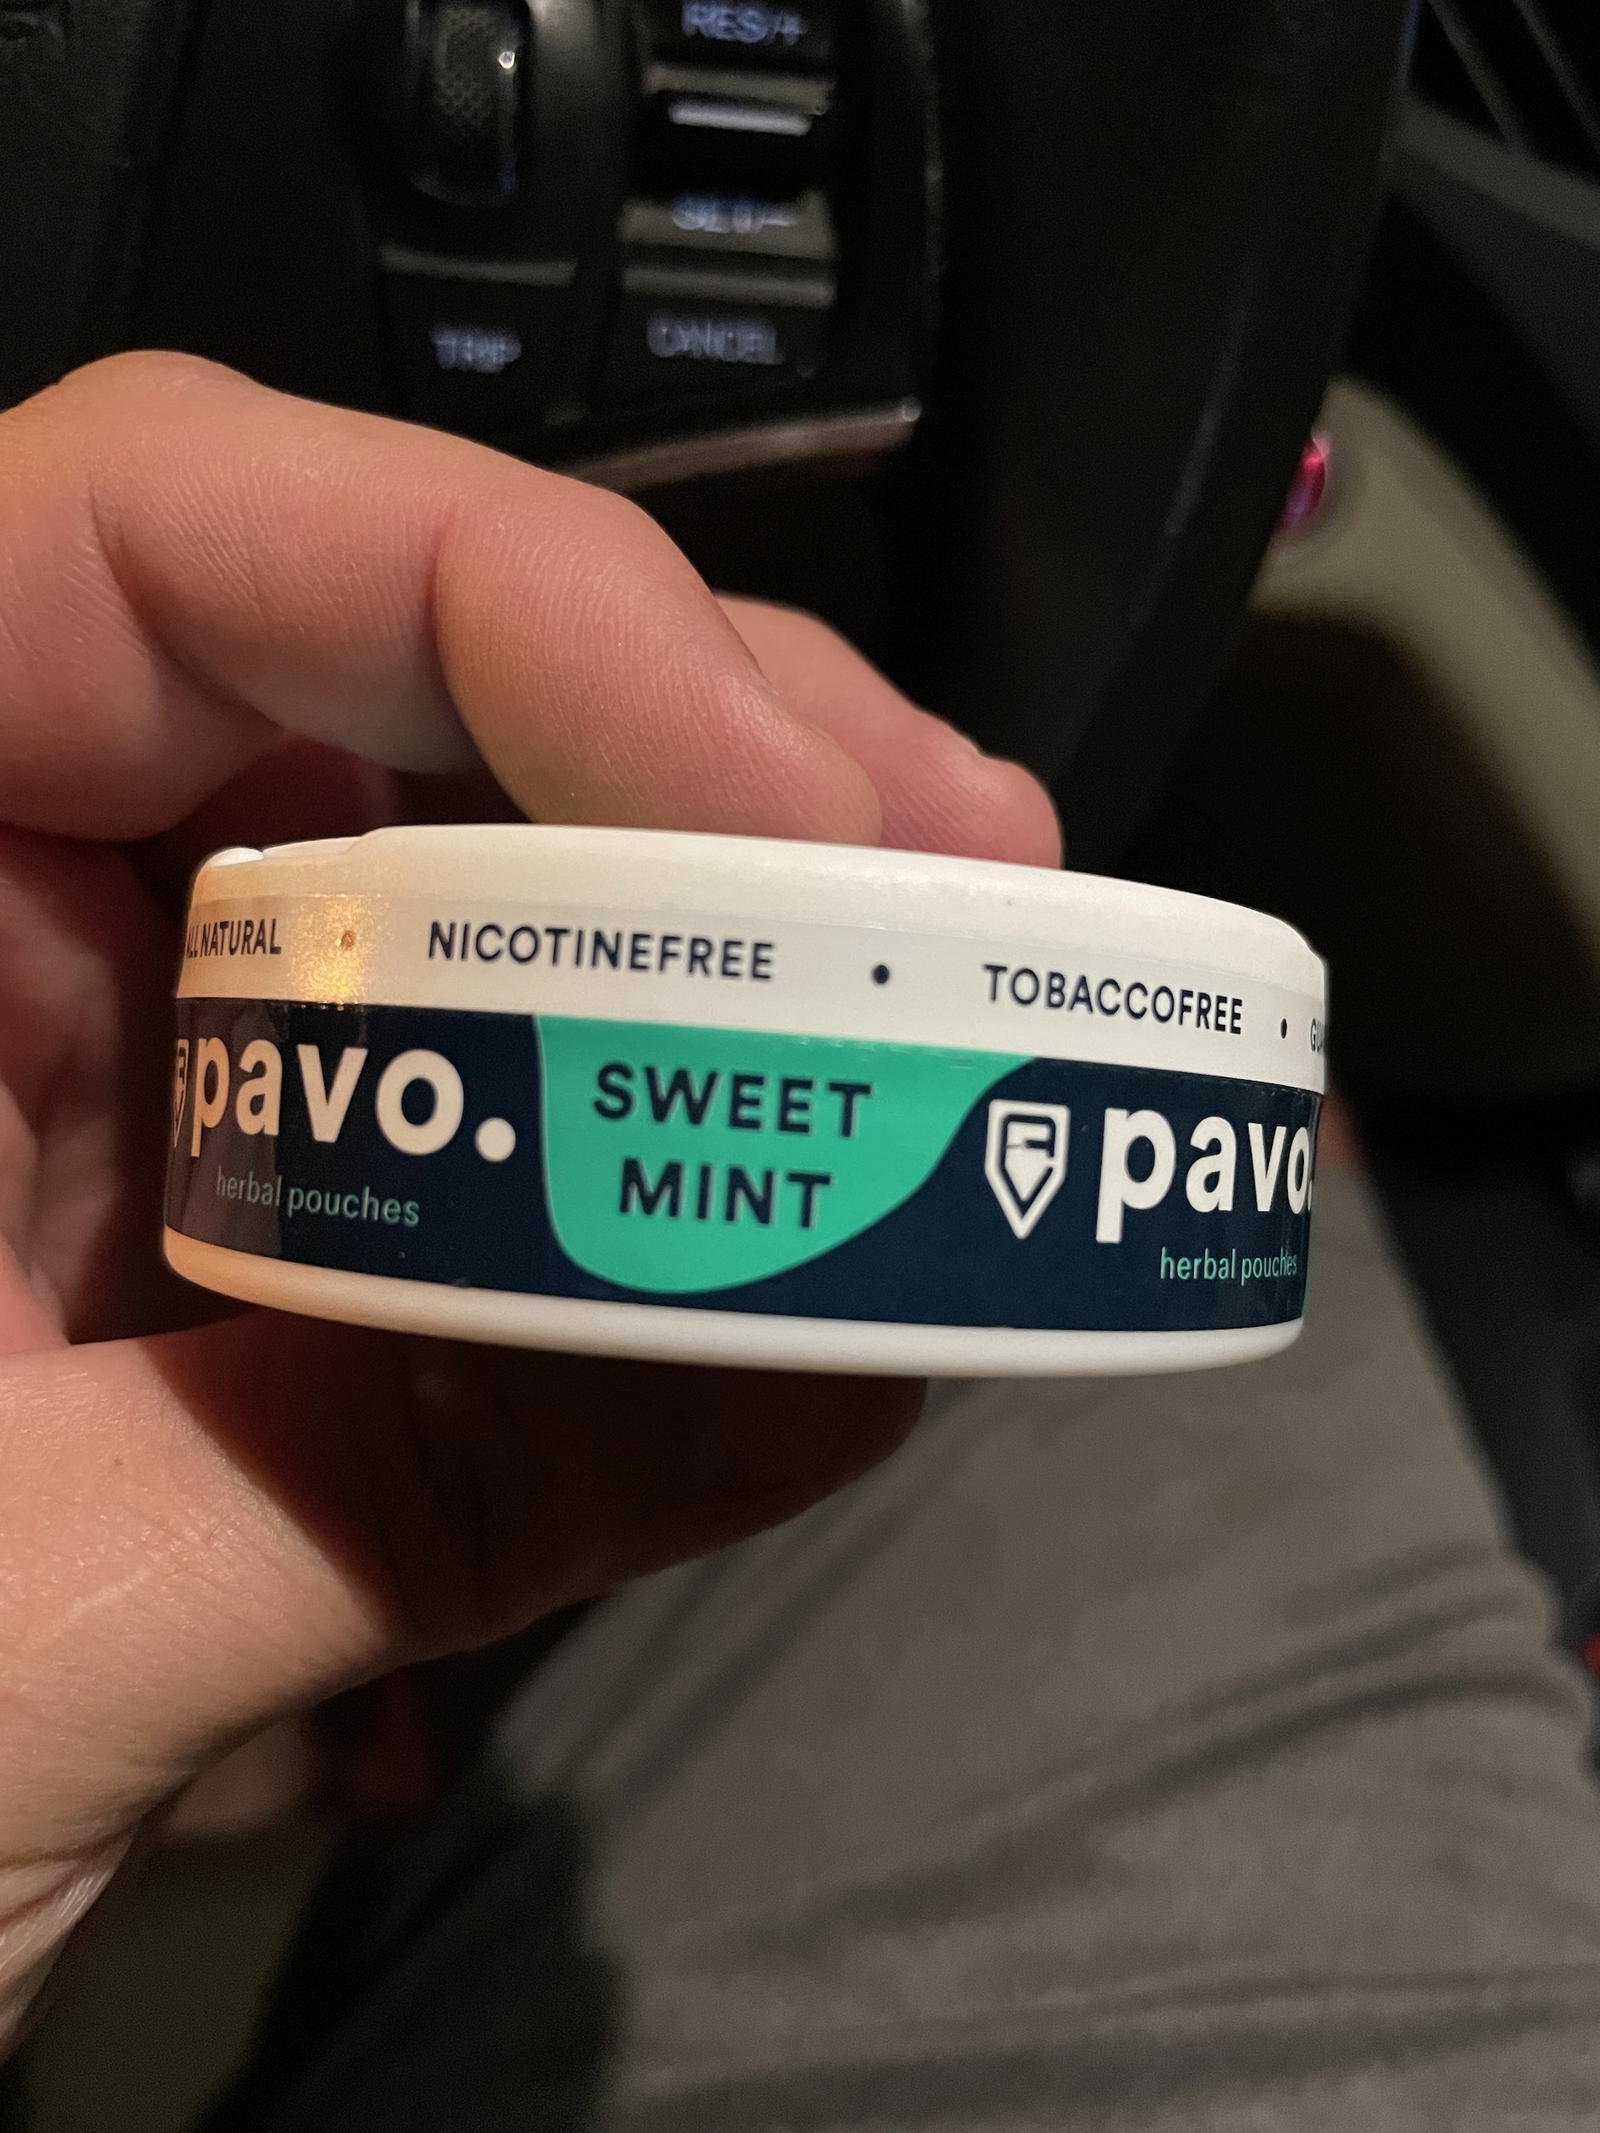 RES/+
SET/-
TRIP
CANCEL
ALL NATURAL • NICOTINEFREE • TOBACCOFREE •
pavo.
herbal pouches
SWEET
MINT
pavo.
herbal pouches